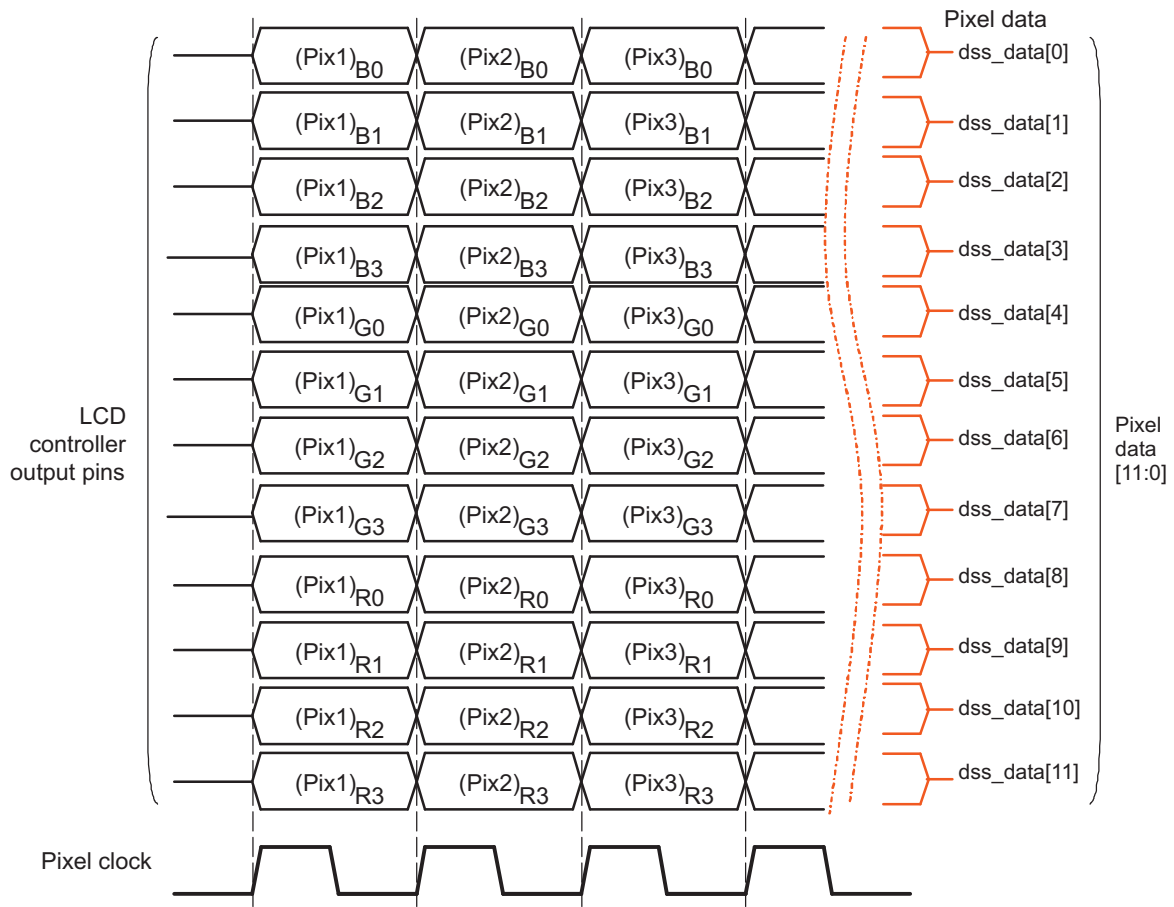 Pixel data
(Pix1)B0 (Pix2)B0 (Pix3)B0 dss_data[0]
(Pix1)B1 (Pix2)B1 (Pix3)B1 dss_data[1]
(Pix1)B2 (Pix2)B2 (Pix3)B2 dss_data[2]
(Pix1)B3 (Pix2)B3 (Pix3)B3 dss_data[3]
(Pix1)G0 (Pix2)G0 (Pix3)G0 dss_data[4]
(Pix1)G1 (Pix2)G1 (Pix3)G1 dss_data[5]
(Pix1)G2 (Pix2)G2 (Pix3)G2 dss_data[6]
(Pix1)G3 (Pix2)G3 (Pix3)G3 dss_data[7]
(Pix1)R0 (Pix2)R0 (Pix3)R0 dss_data[8]
(Pix1)R1 (Pix2)R1 (Pix3)R1 dss_data[9]
(Pix1)R2 (Pix2)R2 (Pix3)R2 dss_data[10]
(Pix1)R3 (Pix2)R3 (Pix3)R3 dss_data[11]
LCD
controller
output pins
Pixel
data
[11:0]
Pixel clock